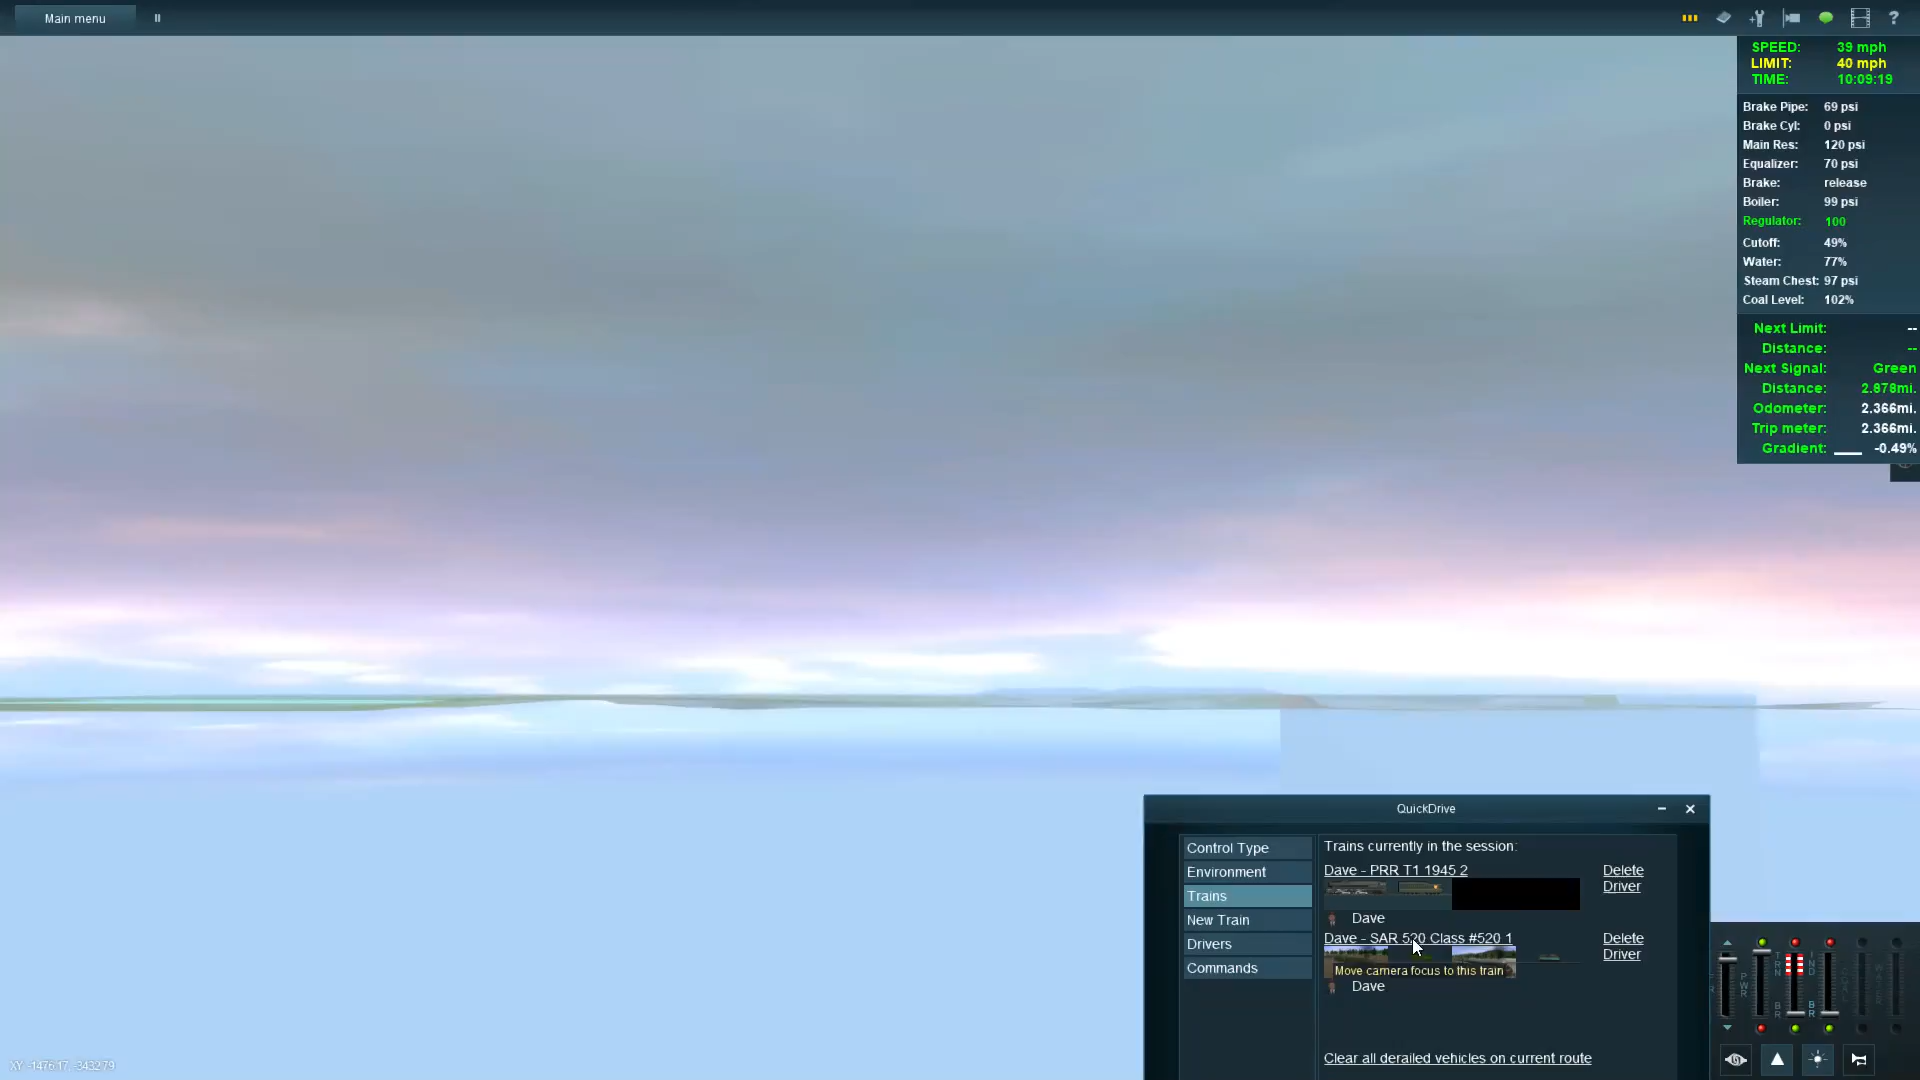 Main menu
SPEED: 39 mph
LIMIT: 40 mph
TIME: 10:09:19
Brake Pipe: 69 psi
Brake Cyl: 0 psi
Main Res: 120 psi
Equalizer: 70 psi
Brake: release
Boiler: 99 psi
Regulator: 100
Cutoff: 49%
Water: 77%
Steam Chest: 97 psi
Coal Level: 102%
Next Limit: --
Distance: --
Next Signal: Green
Distance: 2.878mi.
Odometer: 2.366mi.
Trip meter: 2.366mi.
Gradient: -0.49%
QuickDrive
Control Type
Environment
Trains
New Train
Drivers
Commands
Trains currently in the session:
Dave - PRR T1 1945 2
Delete
Driver
Dave
Dave - SAR 520 Class #520 1
Delete
Driver
Move camera focus to this train
Dave
Clear all derailed vehicles on current route
PWR
TRN
BR
IND
BR